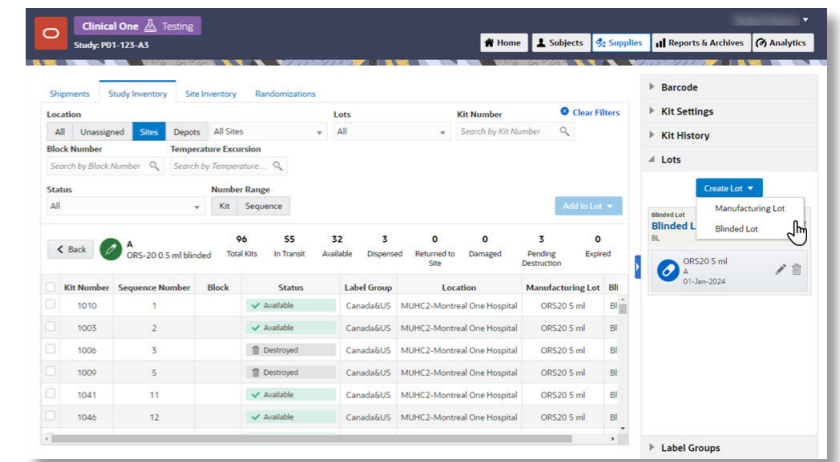 Clinical One Testing
Study: P01-123-A3
Home Subjects Supplies Reports & Archives Analytics
Shipments Study Inventory Site Inventory Randomizations
Location Lots Kit Number Clear Filters
All Unassigned Sites Depots All Sites All Search by Kit Number
Block Number Temperature Excursion
Search by Block Number Search by Temperature...
Status Number Range
All Kit Sequence Add to Lot
Back
A
ORS-20 0.5 ml blinded
96 Total Kits
55 In Transit
32 Available
3 Dispensed
0 Returned to Site
0 Damaged
3 Pending Destruction
0 Expired
Kit Number Sequence Number Block Status Label Group Location Manufacturing Lot Bli
1010 1 Available Canada&US MUHC2-Montreal One Hospital ORS20 5 ml Bl
1003 2 Available Canada&US MUHC2-Montreal One Hospital ORS20 5 ml Bl
1006 3 Destroyed Canada&US MUHC2-Montreal One Hospital ORS20 5 ml Bl
1009 5 Destroyed Canada&US MUHC2-Montreal One Hospital ORS20 5 ml Bl
1041 11 Available Canada&US MUHC2-Montreal One Hospital ORS20 5 ml Bl
1046 12 Available Canada&US MUHC2-Montreal One Hospital ORS20 5 ml Bl
Barcode
Kit Settings
Kit History
Lots
Create Lot
Manufacturing Lot
Blinded Lot
Blinded Lot
Blinded L
BL
ORS20 5 ml
A
01-Jan-2024
Label Groups